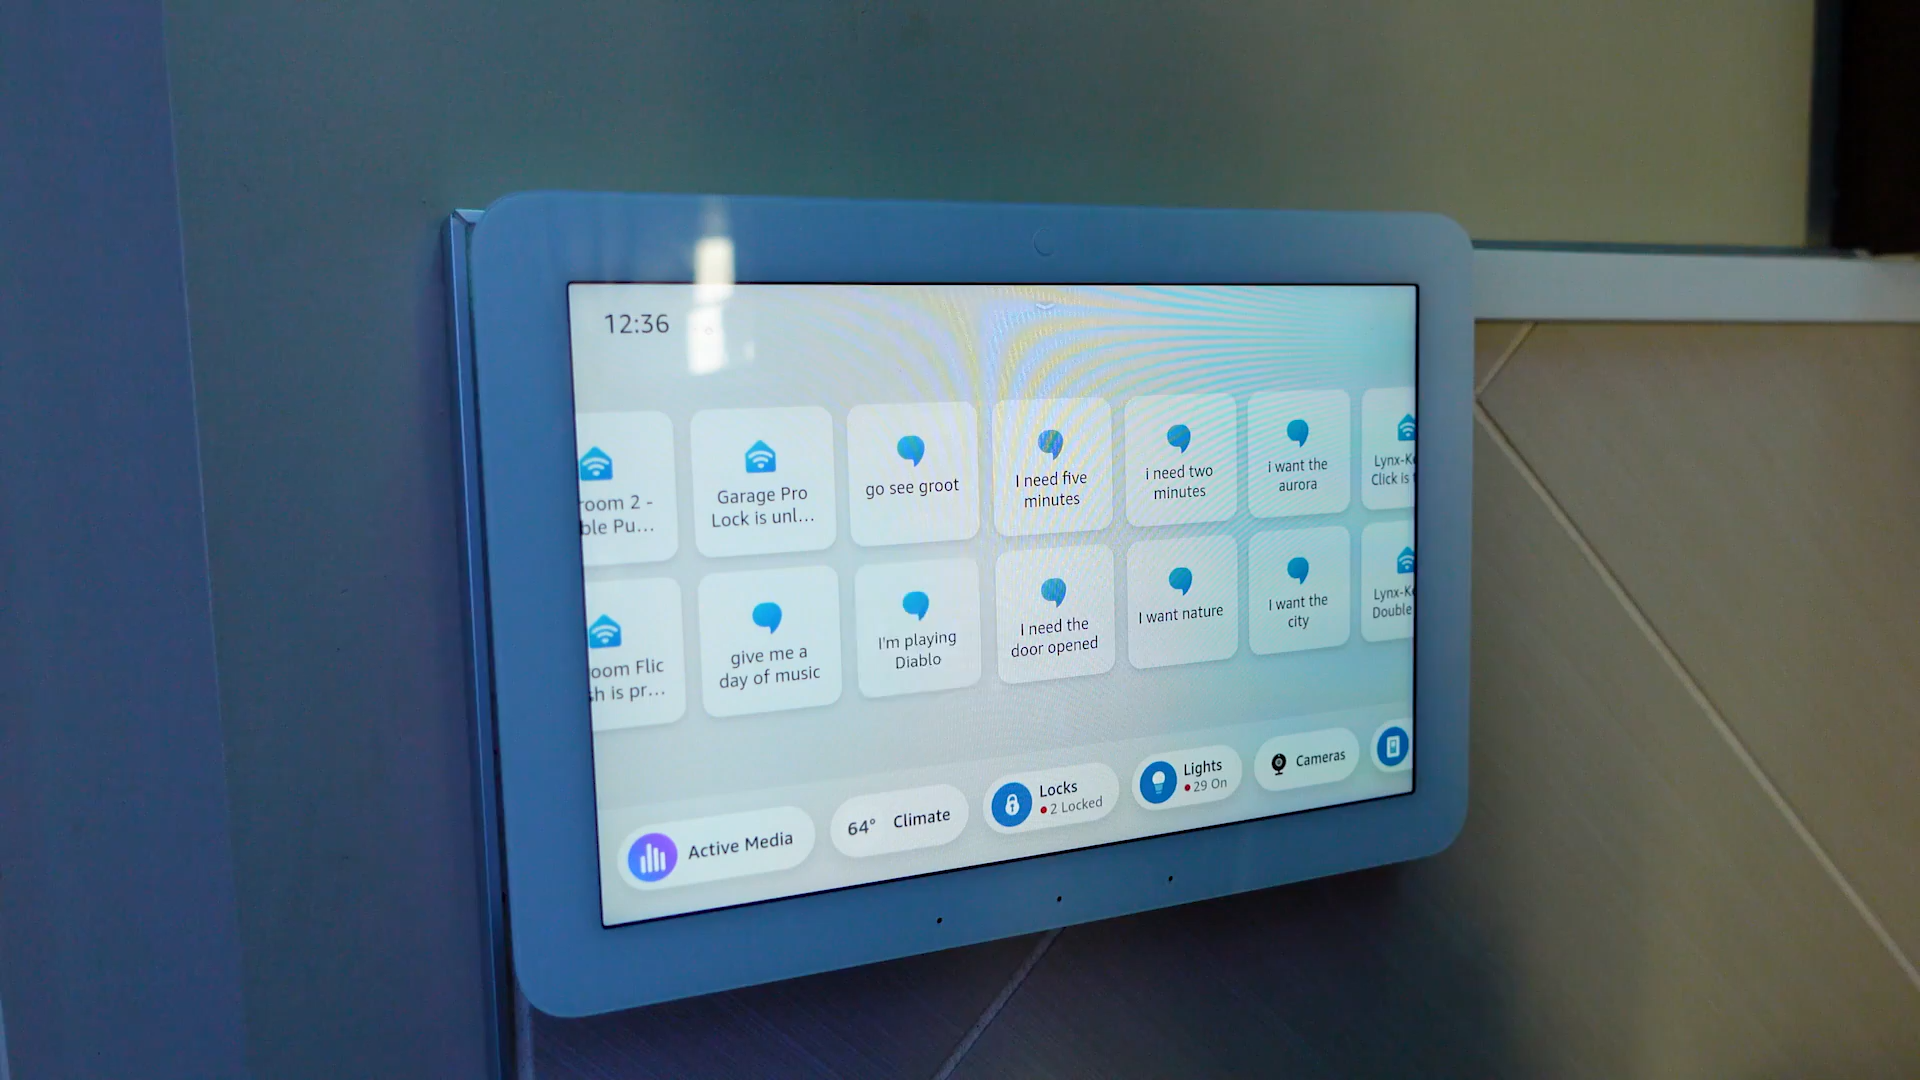 12:36
room 2 -
ble Pu...
Garage Pro
Lock is unl...
go see groot
I need five
minutes
i need two
minutes
i want the
aurora
Lynx-Ke
Click is
oom Flic
sh is pr...
give me a
day of music
I'm playing
Diablo
I need the
door opened
I want nature
I want the
city
Lynx-Ke
Double
Active Media
64° Climate
Locks
2 Locked
Lights
29 On
Cameras